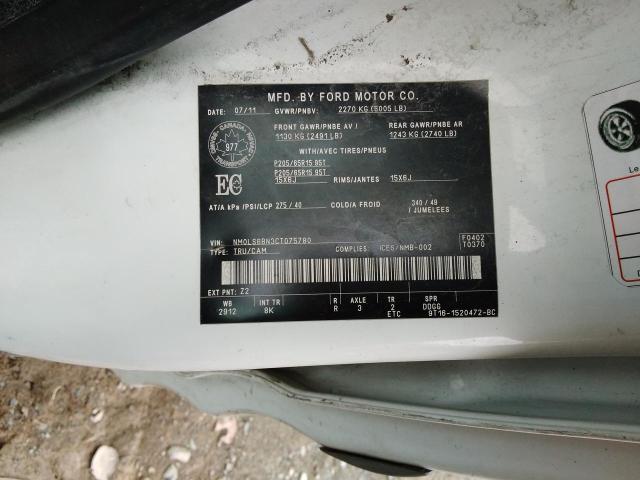 MFD. BY FORD MOTOR CO.
DATE: 07/11 GVWR/PNBV: 2270 KG (5005 LB)
FRONT GAWR/PNBE AV / REAR GAWR/PNBE AR
1130 KG (2491 LB) 1243 KG (2740 LB)
WITH/AVEC TIRES/PNEUS
P205/65R15 95T
P205/65R15 95T
15X6J RIMS/JANTES 15X6J
AT/A kPa /PSI/LCP 275 / 40 COLD/A FROID 340 / 49
/ JUMELEES
CANADA
TRANSPORT
977
EC
VIN: NM0LS6BN3CT075780 F0402
TYPE: TRU/CAM COMPLIES: ICES/NMB-002 T0370
EXT PNT: Z2
WB INT TR R AXLE TR SPR
2912 8K R 3 2 DDGG
ETC 9T16-1520472-BC
Le